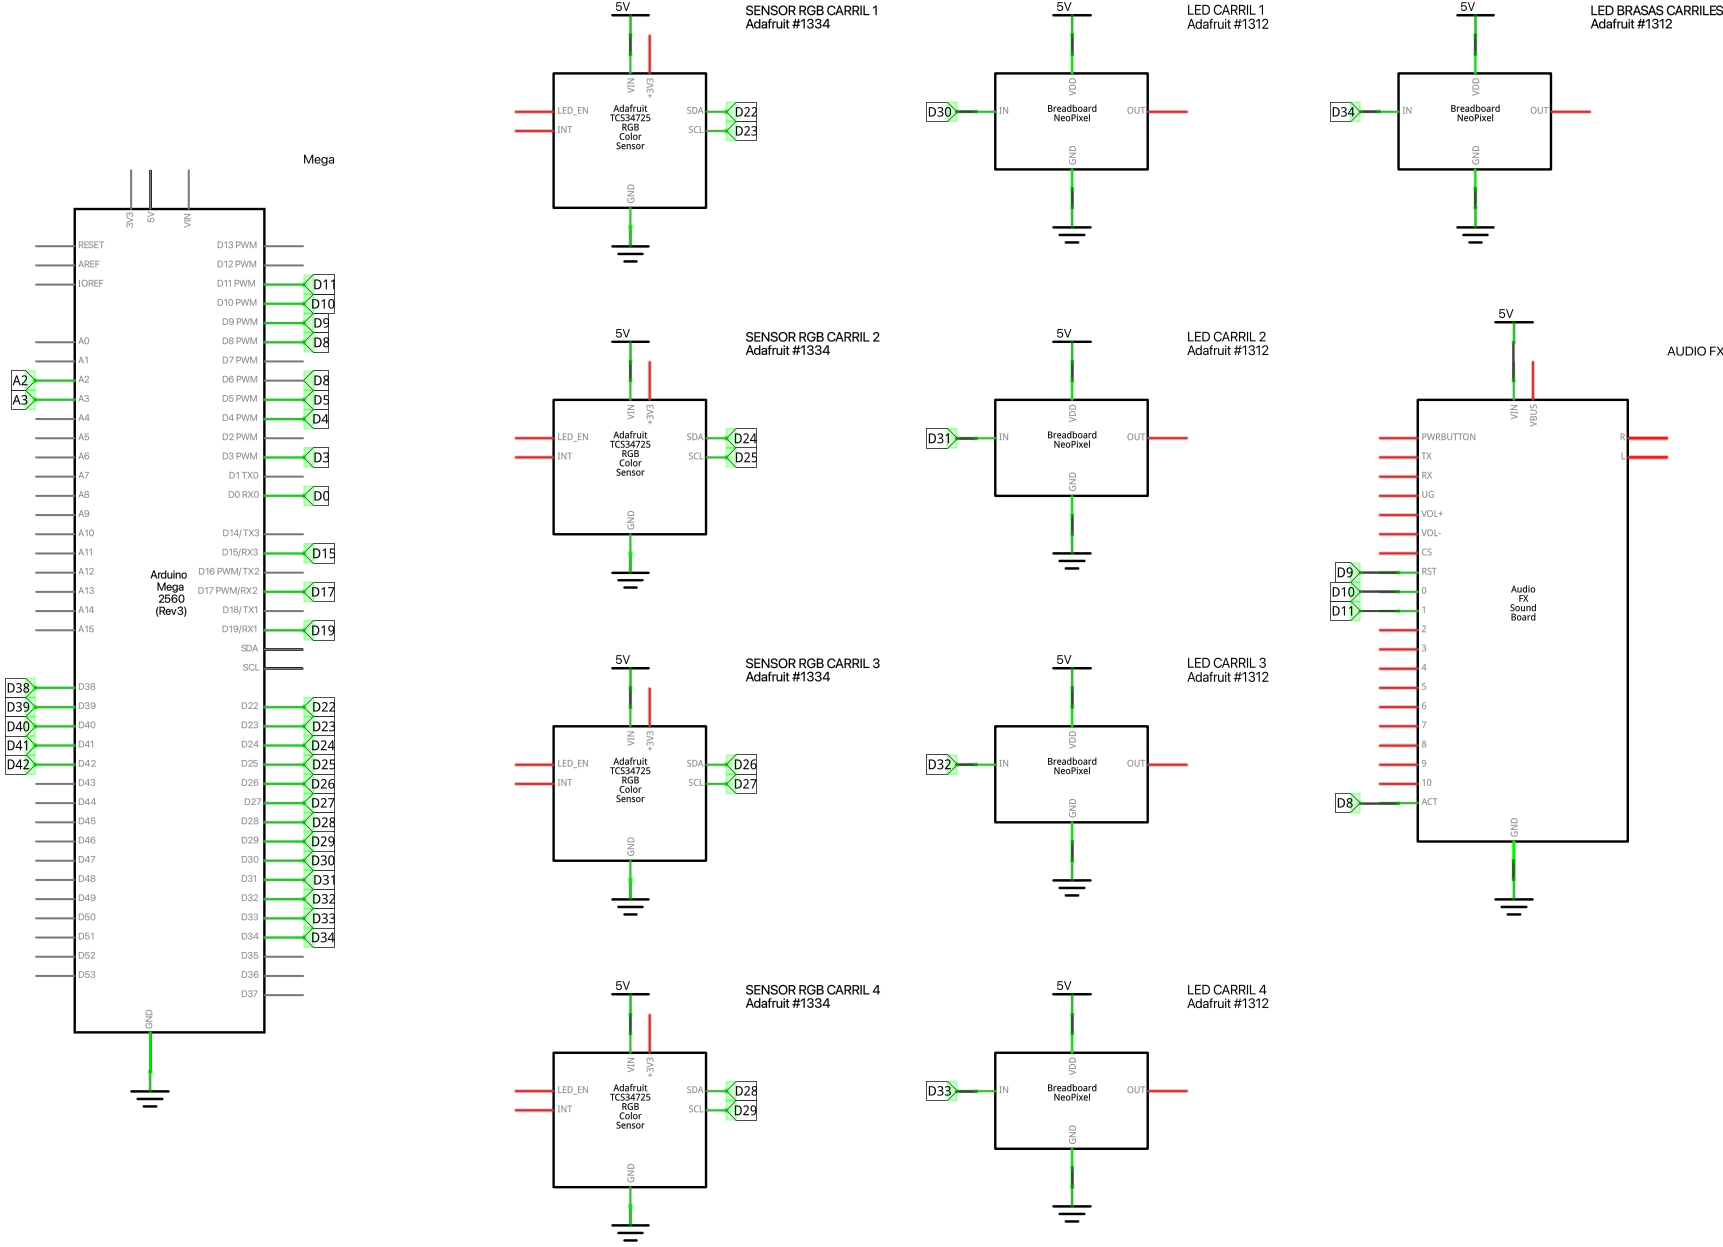 Mega
3V3
5V
VIN
RESET
AREF
IOREF
A0
A1
A2
A2
A3
A3
A4
A5
A6
A7
A8
A9
A10
A11
A12
A13
A14
A15
D38
D38
D39
D39
D40
D40
D41
D41
D42
D42
D43
D44
D45
D46
D47
D48
D49
D50
D51
D52
D53
Arduino
Mega
2560
(Rev3)
D13 PWM
D12 PWM
D11 PWM
D11
D10 PWM
D10
D9 PWM
D9
D8 PWM
D8
D7 PWM
D6 PWM
D8
D5 PWM
D5
D4 PWM
D4
D2 PWM
D3 PWM
D3
D1 TX0
D0 RX0
D0
D14/TX3
D15/RX3
D15
D16 PWM/TX2
D17 PWM/RX2
D17
D18/TX1
D19/RX1
D19
SDA
SCL
D22
D22
D23
D23
D24
D24
D25
D25
D26
D26
D27
D27
D28
D28
D29
D29
D30
D30
D31
D31
D32
D32
D33
D33
D34
D34
D35
D36
D37
GND
5V
SENSOR RGB CARRIL 1
Adafruit #1334
VIN
+3V3
LED_EN
INT
Adafruit
TCS34725
RGB
Color
Sensor
SDA
D22
SCL
D23
GND
5V
SENSOR RGB CARRIL 2
Adafruit #1334
VIN
+3V3
LED_EN
INT
Adafruit
TCS34725
RGB
Color
Sensor
SDA
D24
SCL
D25
GND
5V
SENSOR RGB CARRIL 3
Adafruit #1334
VIN
+3V3
LED_EN
INT
Adafruit
TCS34725
RGB
Color
Sensor
SDA
D26
SCL
D27
GND
5V
SENSOR RGB CARRIL 4
Adafruit #1334
VIN
+3V3
LED_EN
INT
Adafruit
TCS34725
RGB
Color
Sensor
SDA
D28
SCL
D29
GND
5V
LED CARRIL 1
Adafruit #1312
VDD
D30
IN
Breadboard
NeoPixel
OUT
GND
5V
LED CARRIL 2
Adafruit #1312
VDD
D31
IN
Breadboard
NeoPixel
OUT
GND
5V
LED CARRIL 3
Adafruit #1312
VDD
D32
IN
Breadboard
NeoPixel
OUT
GND
5V
LED CARRIL 4
Adafruit #1312
VDD
D33
IN
Breadboard
NeoPixel
OUT
GND
5V
LED BRASAS CARRILES
Adafruit #1312
VDD
D34
IN
Breadboard
NeoPixel
OUT
GND
5V
AUDIO FX
VIN
VBUS
PWRBUTTON
TX
RX
UG
VOL+
VOL-
CS
D9
RST
D10
0
D11
1
2
3
4
5
6
7
8
9
10
D8
ACT
R
L
Audio
FX
Sound
Board
GND